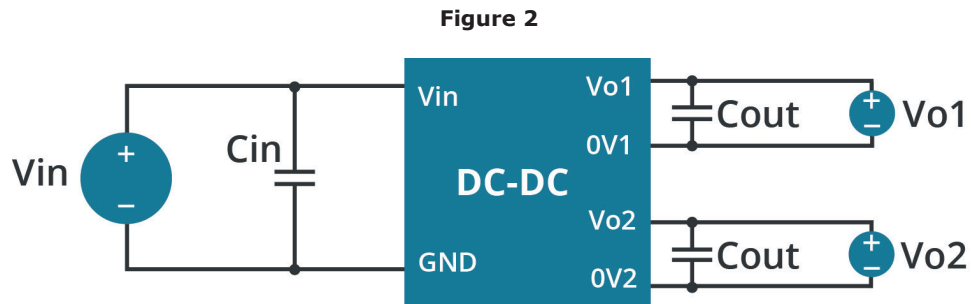 Figure 2
Vin
+
−
Cin
Vin
GND
DC-DC
Vo1
0V1
Vo2
0V2
Cout
+
−
Vo1
Cout
+
−
Vo2